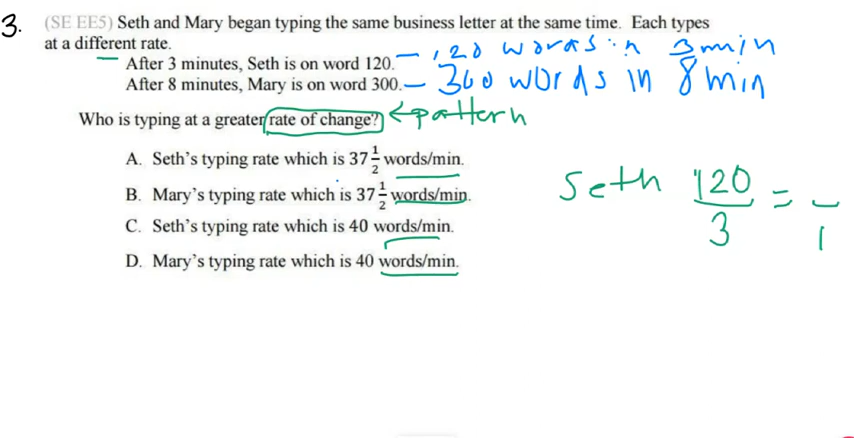 3. (SE EE5) Seth and Mary began typing the same business letter at the same time. Each types
at a different rate.
After 3 minutes, Seth is on word 120. — 120 words in 3 min
After 8 minutes, Mary is on word 300. — 300 words in 8 min
Who is typing at a greater rate of change? ← pattern
A. Seth's typing rate which is 37 1/2 words/min.
B. Mary's typing rate which is 37 1/2 words/min.
C. Seth's typing rate which is 40 words/min.
D. Mary's typing rate which is 40 words/min.
Seth 120/3 = —/1